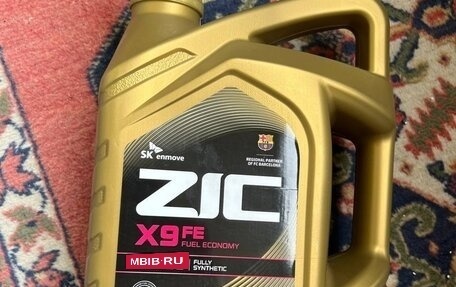 SK enmove
REGIONAL PARTNER
OF FC BARCELONA
ZIC
X9 FE
FUEL ECONOMY
MBIB.RU
FULLY
SYNTHETIC